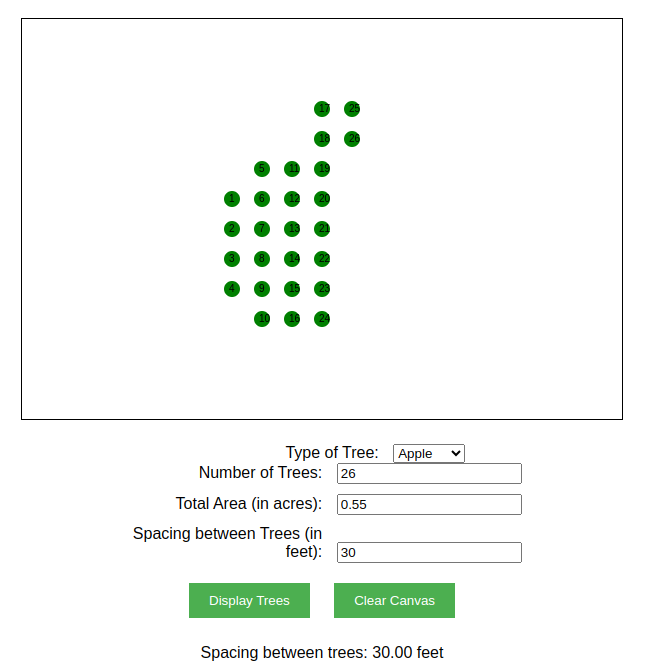 17 25
18 26
5 11 19
1 6 12 20
2 7 13 21
3 8 14 22
4 9 15 23
10 16 24
Type of Tree: Apple
Number of Trees: 26
Total Area (in acres): 0.55
Spacing between Trees (in
feet): 30
Display Trees Clear Canvas
Spacing between trees: 30.00 feet